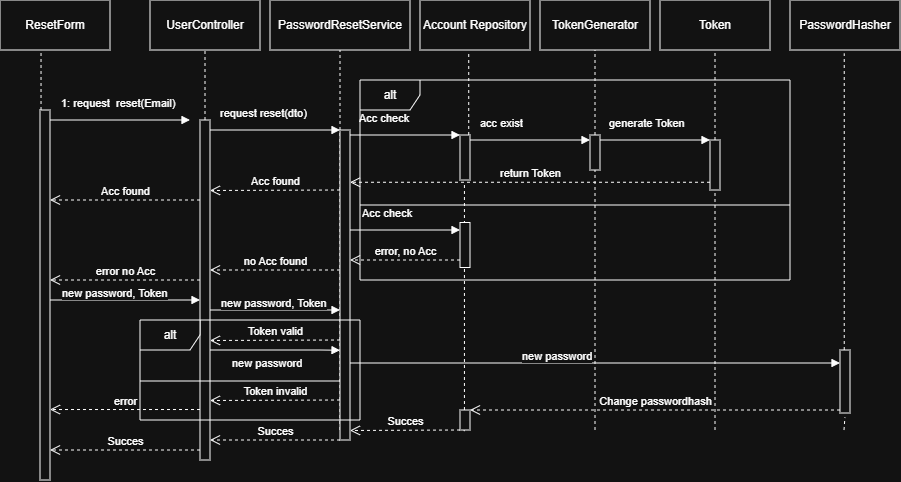 ResetForm
UserController
PasswordResetService
Account Repository
TokenGenerator
Token
PasswordHasher
alt
1: request reset(Email)
request reset(dto)
Acc check
acc exist
generate Token
return Token
Acc found
Acc found
Acc check
error, no Acc
no Acc found
error no Acc
new password, Token
new password, Token
alt
Token valid
new password
new password
Token invalid
error
Change passwordhash
Succes
Succes
Succes